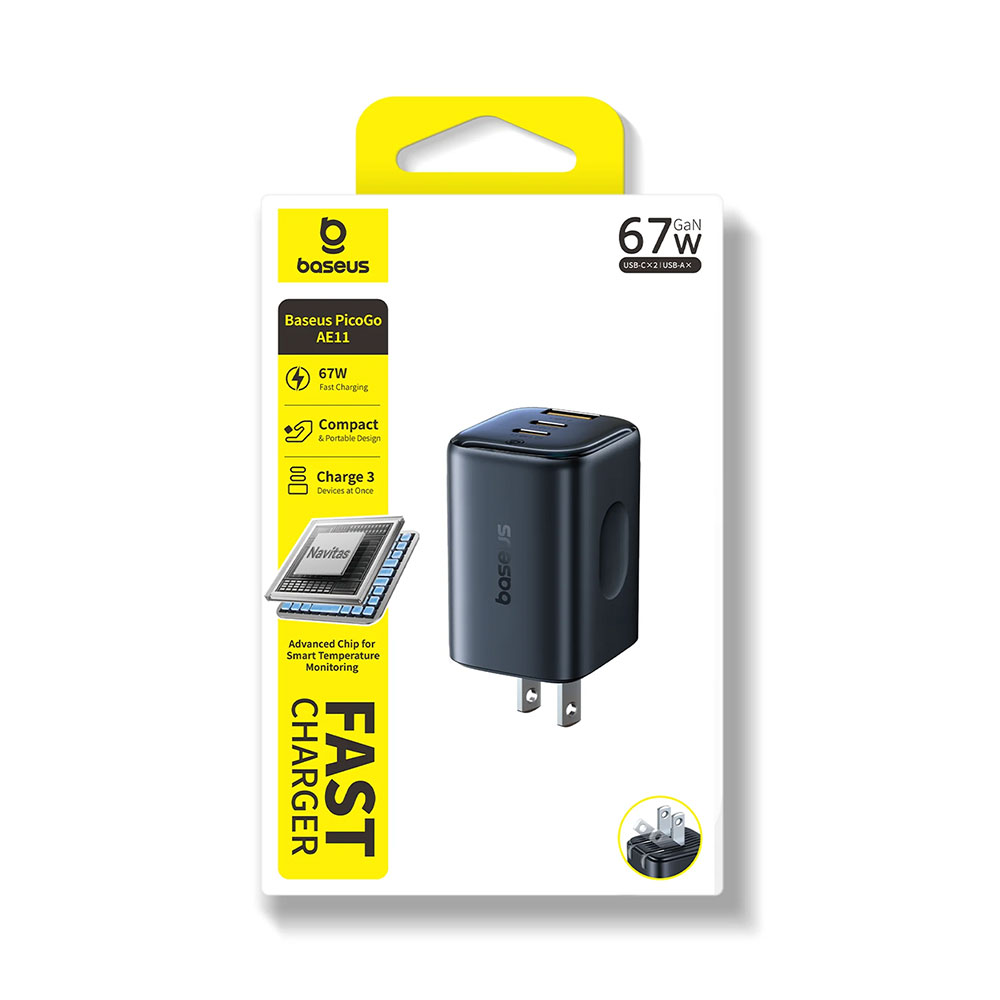 baseus
67W GaN
USB-C×2 | USB-A×
Baseus PicoGo
AE11
67W
Fast Charging
Compact
& Portable Design
Charge 3
Devices at Once
Navitas
Advanced Chip for
Smart Temperature
Monitoring
FAST
CHARGER
baseus